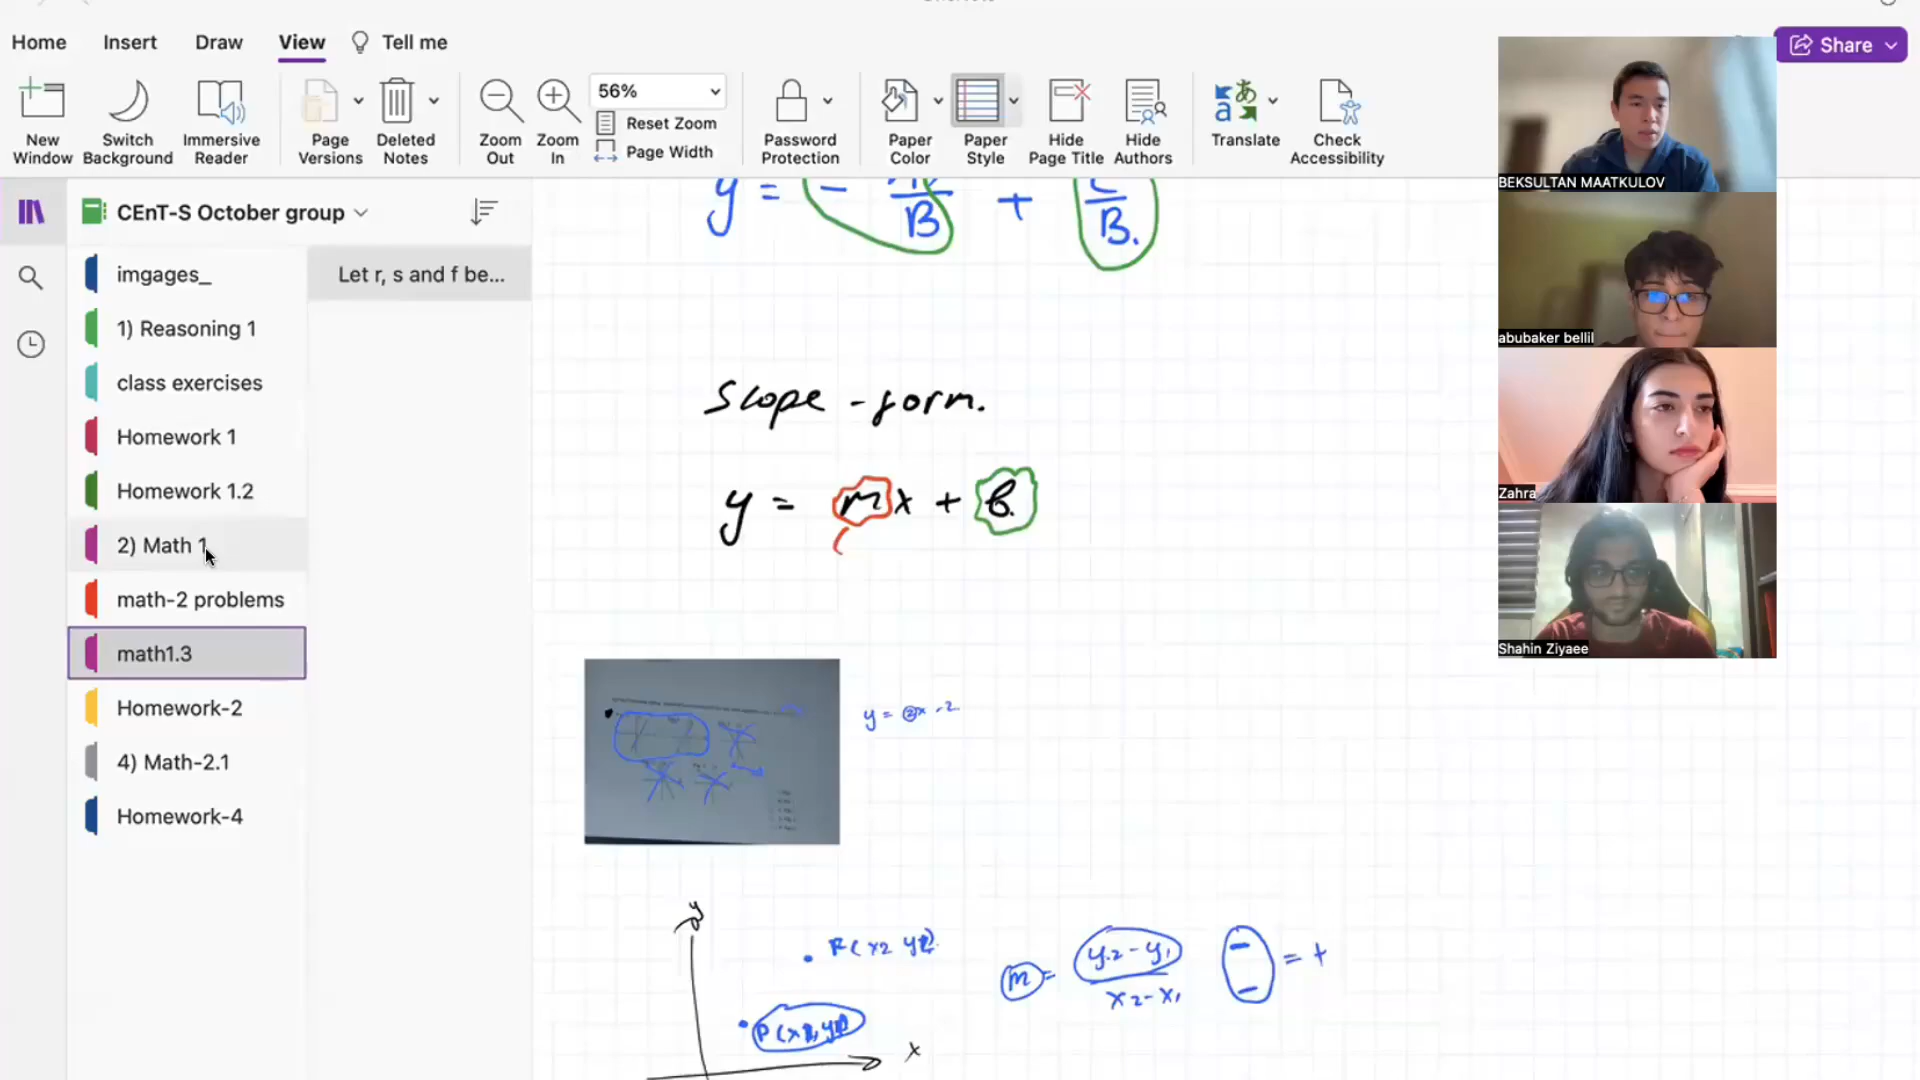 Home Insert Draw View Tell me
Share
56%
Reset Zoom
Page Width
New Window
Switch Background
Immersive Reader
Page Versions
Deleted Notes
Zoom Out
Zoom In
Password Protection
Paper Color
Paper Style
Hide Page Title
Hide Authors
Translate
Check Accessibility
CEnT-S October group
imgages_
1) Reasoning 1
class exercises
Homework 1
Homework 1.2
2) Math 1
math-2 problems
math1.3
Homework-2
4) Math-2.1
Homework-4
Let r, s and f be...
Slope - form.
y = mx + b.
y = 2x - 2
y
x
m = y2 - y1 / x2 - x1
- / - = +
BEKSULTAN MAATKULOV
abubaker bellil
Zahra
Shahin Ziyaee